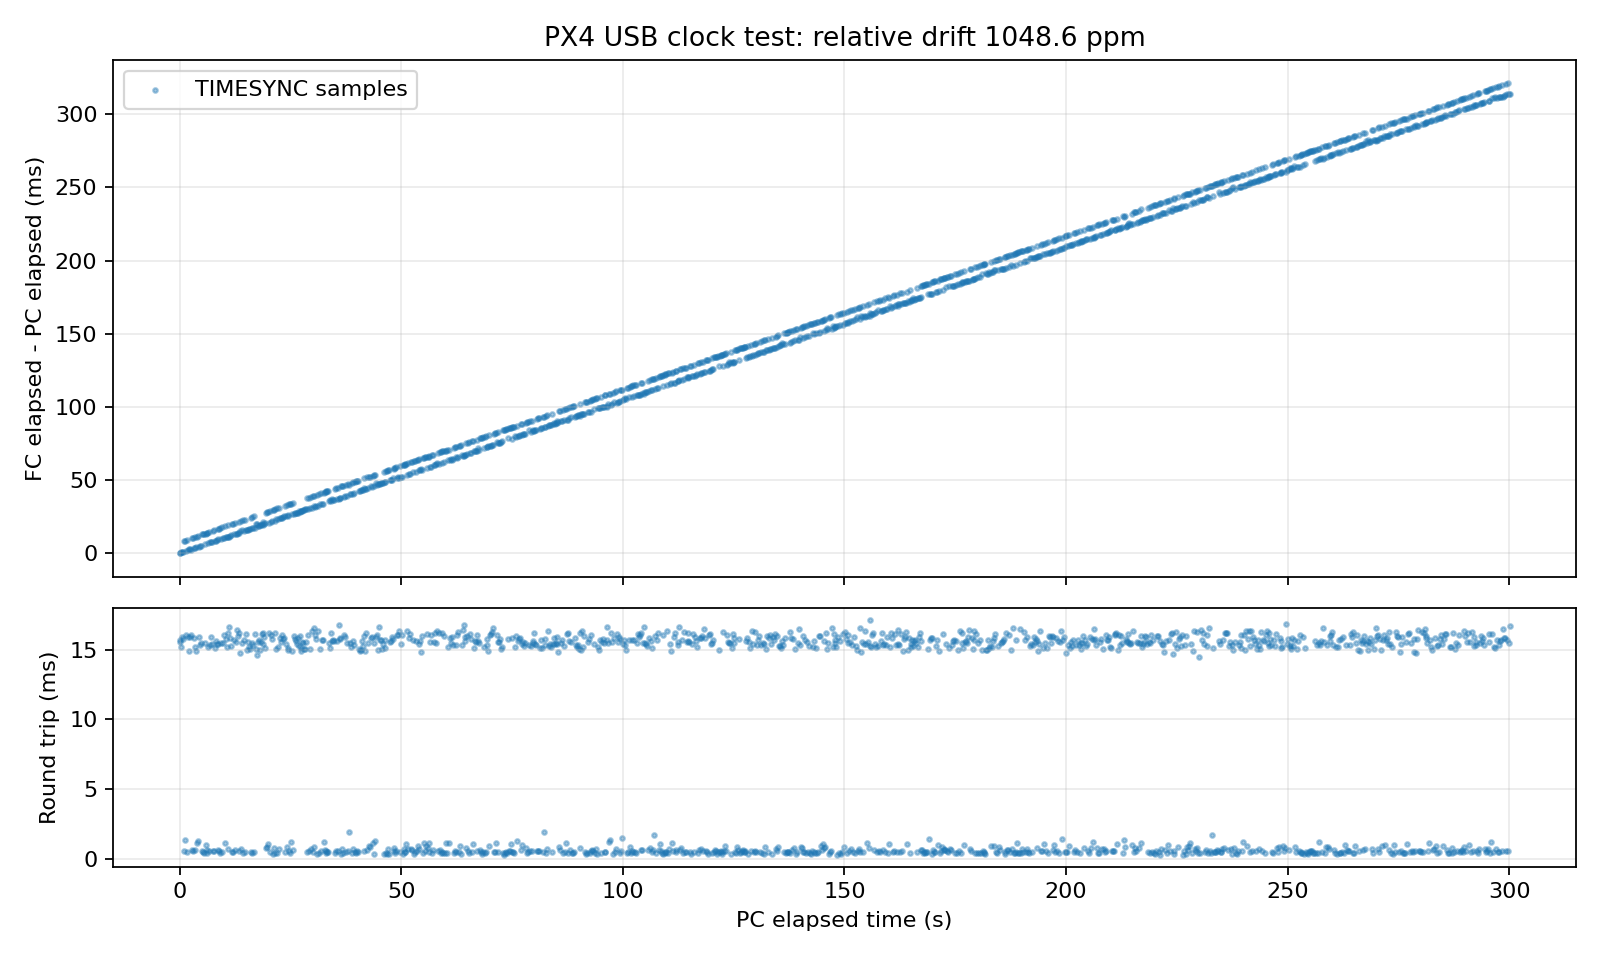 PX4 USB clock test: relative drift 1048.6 ppm
TIMESYNC samples
FC elapsed - PC elapsed (ms)
300
250
200
150
100
50
0
Round trip (ms)
15
10
5
0
0 50 100 150 200 250 300
PC elapsed time (s)